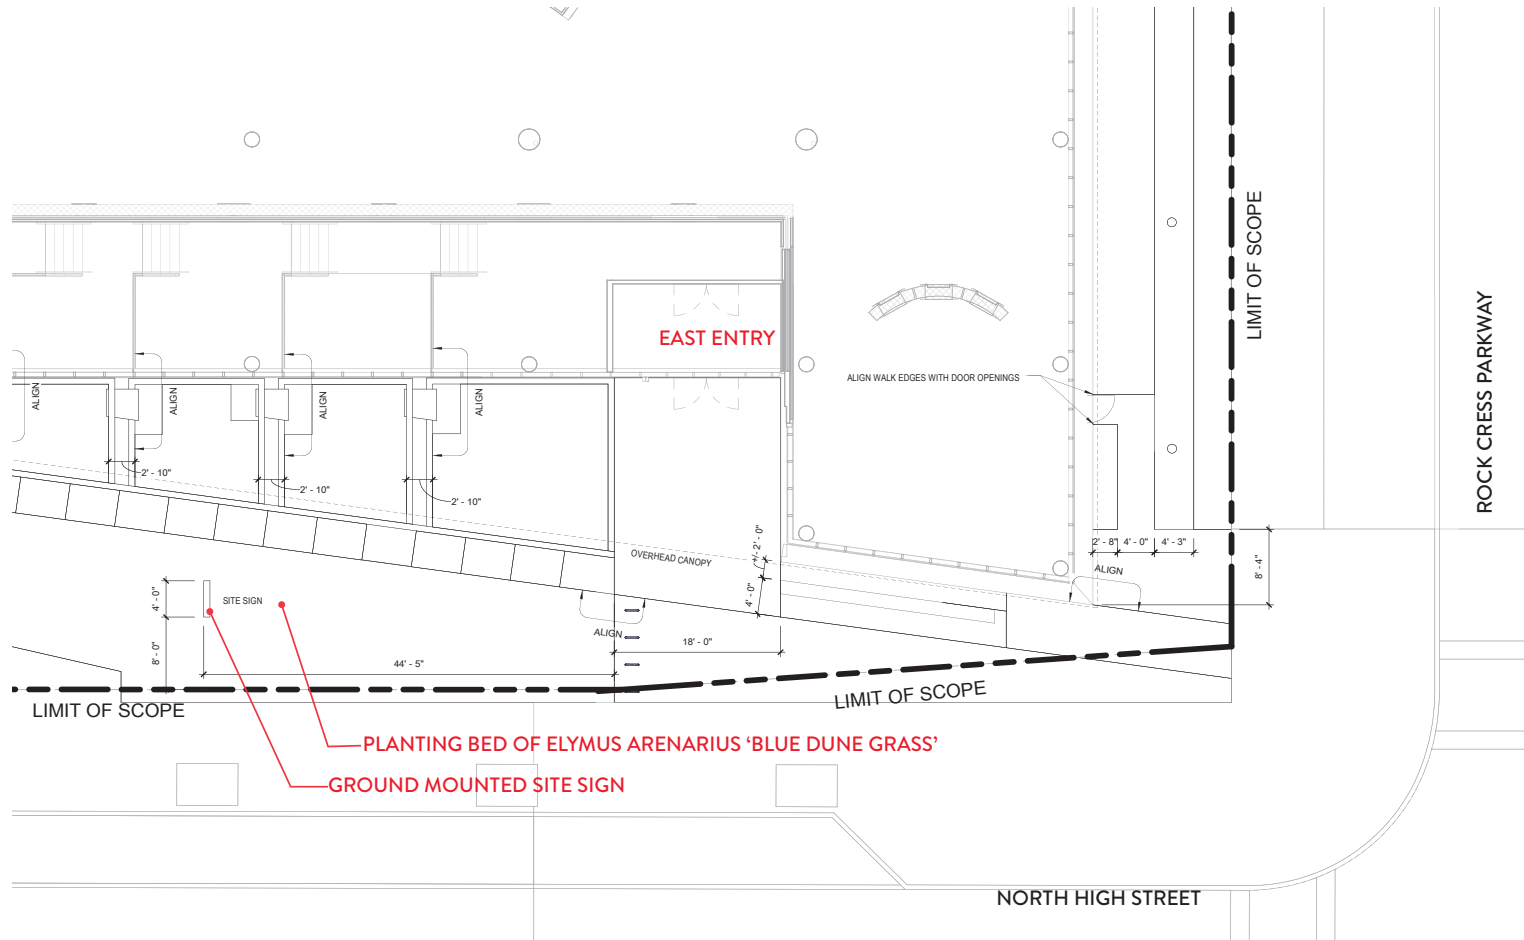 LIMIT OF SCOPE
ROCK CRESS PARKWAY
EAST ENTRY
ALIGN WALK EDGES WITH DOOR OPENINGS
ALIGN
ALIGN
ALIGN
ALIGN
2' - 10"
2' - 10"
2' - 10"
OVERHEAD CANOPY
+/- 2' - 0"
4' - 0"
2' - 8"
4' - 0"
4' - 3"
8' - 4"
ALIGN
4' - 0"
SITE SIGN
8' - 0"
ALIGN
18' - 0"
44' - 5"
LIMIT OF SCOPE
LIMIT OF SCOPE
PLANTING BED OF ELYMUS ARENARIUS ‘BLUE DUNE GRASS’
GROUND MOUNTED SITE SIGN
NORTH HIGH STREET